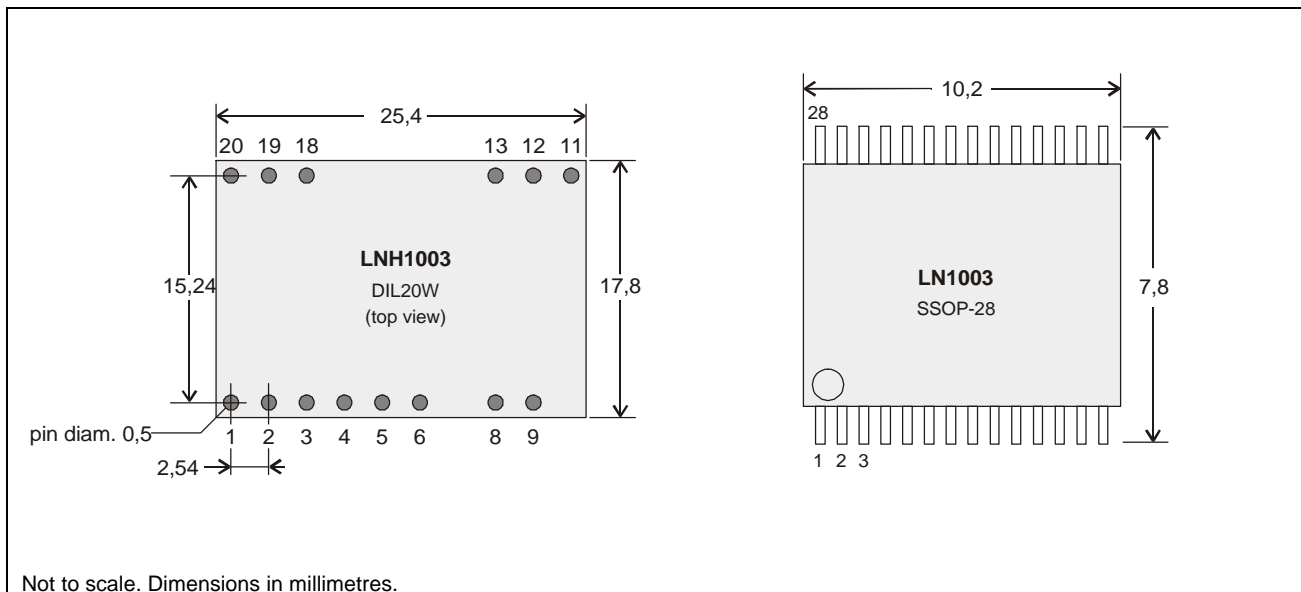 25,4
20 19 18 13 12 11
15,24
LNH1003
DIL20W
(top view)
17,8
pin diam. 0,5
1 2 3 4 5 6 8 9
2,54
10,2
28
LN1003
SSOP-28
7,8
1 2 3
Not to scale. Dimensions in millimetres.